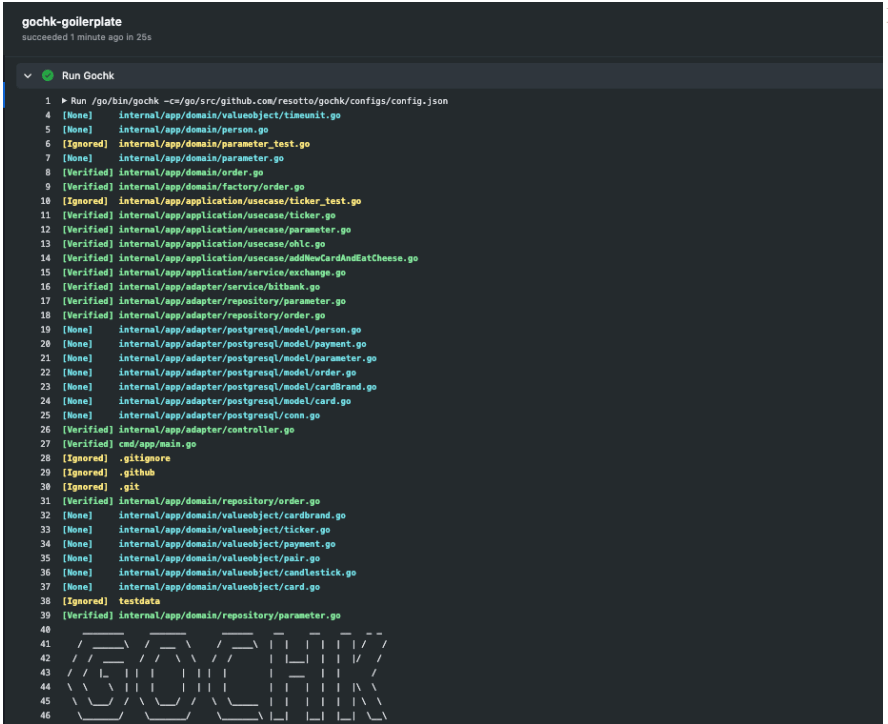 gochk-goilerplate
succeeded 1 minute ago in 25s
Run Gochk
1 ▶ Run /go/bin/gochk -c=/go/src/github.com/resotto/gochk/configs/config.json
4 [None] internal/app/domain/valueobject/timeunit.go
5 [None] internal/app/domain/person.go
6 [Ignored] internal/app/domain/parameter_test.go
7 [None] internal/app/domain/parameter.go
8 [Verified] internal/app/domain/order.go
9 [Verified] internal/app/domain/factory/order.go
10 [Ignored] internal/app/application/usecase/ticker_test.go
11 [Verified] internal/app/application/usecase/ticker.go
12 [Verified] internal/app/application/usecase/parameter.go
13 [Verified] internal/app/application/usecase/ohlc.go
14 [Verified] internal/app/application/usecase/addNewCardAndEatCheese.go
15 [Verified] internal/app/application/service/exchange.go
16 [Verified] internal/app/adapter/service/bitbank.go
17 [Verified] internal/app/adapter/repository/parameter.go
18 [Verified] internal/app/adapter/repository/order.go
19 [None] internal/app/adapter/postgresql/model/person.go
20 [None] internal/app/adapter/postgresql/model/payment.go
21 [None] internal/app/adapter/postgresql/model/parameter.go
22 [None] internal/app/adapter/postgresql/model/order.go
23 [None] internal/app/adapter/postgresql/model/cardBrand.go
24 [None] internal/app/adapter/postgresql/model/card.go
25 [None] internal/app/adapter/postgresql/conn.go
26 [Verified] internal/app/adapter/controller.go
27 [Verified] cmd/app/main.go
28 [Ignored] .gitignore
29 [Ignored] .github
30 [Ignored] .git
31 [Verified] internal/app/domain/repository/order.go
32 [None] internal/app/domain/valueobject/cardbrand.go
33 [None] internal/app/domain/valueobject/ticker.go
34 [None] internal/app/domain/valueobject/payment.go
35 [None] internal/app/domain/valueobject/pair.go
36 [None] internal/app/domain/valueobject/candlestick.go
37 [None] internal/app/domain/valueobject/card.go
38 [Ignored] testdata
39 [Verified] internal/app/domain/repository/parameter.go
40
41
42
43 GOCHK
44
45
46